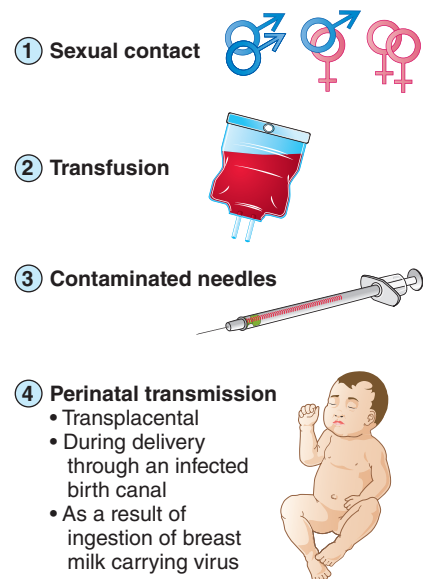 1 Sexual contact
2 Transfusion
3 Contaminated needles
4 Perinatal transmission
• Transplacental
• During delivery
through an infected
birth canal
• As a result of
ingestion of breast
milk carrying virus